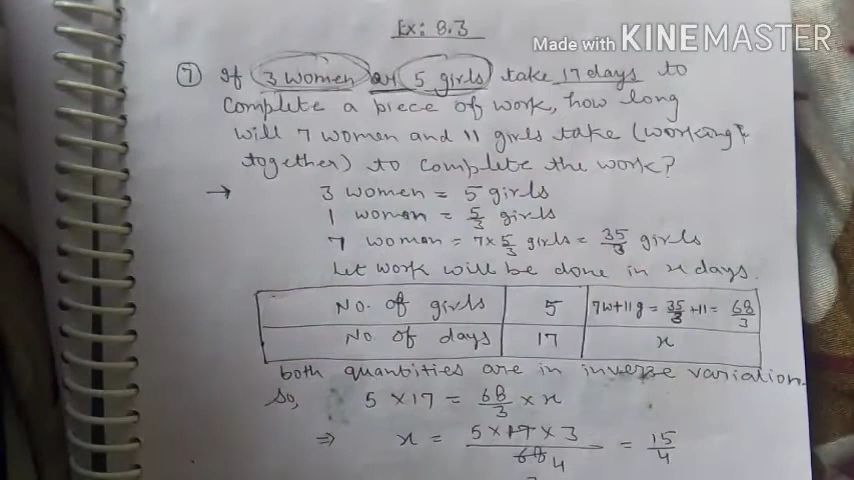 Ex: 8.3
Made with KINEMASTER
⑦ If 3 women or 5 girls take 17 days to
complete a piece of work, how long
will 7 women and 11 girls take (working
together) to complete the work?
→ 3 women = 5 girls
1 woman = 5/3 girls
7 women = 7 × 5/3 girls = 35/3 girls
Let work will be done in x days.
No. of girls 5 7W+11g = 35/3 + 11 = 68/3
No of days 17 x
both quantities are in inverse variation.
So, 5 × 17 = 68/3 × x
⇒ x = 5 × 17 × 3 / 68 4 = 15/4